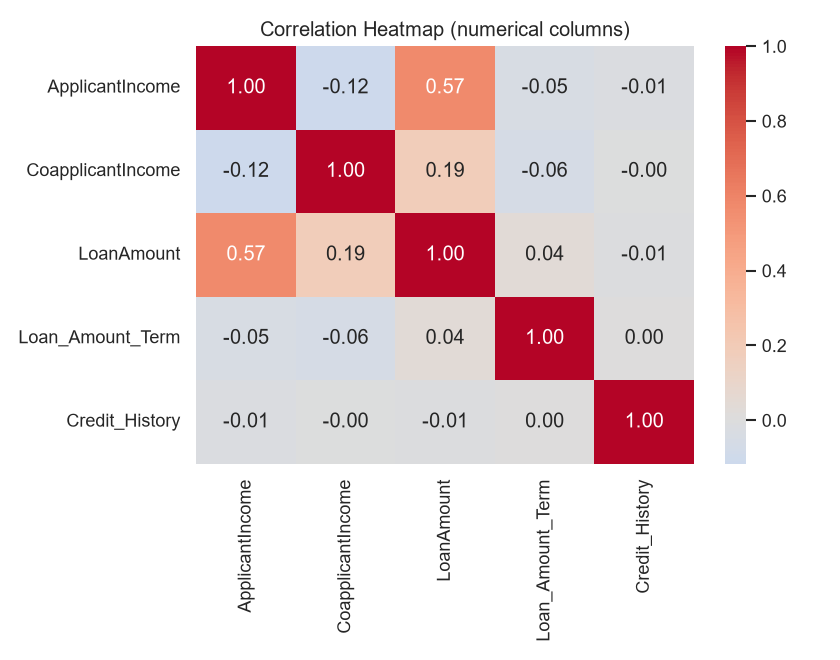 Correlation Heatmap (numerical columns)
ApplicantIncome 1.00 -0.12 0.57 -0.05 -0.01
CoapplicantIncome -0.12 1.00 0.19 -0.06 -0.00
LoanAmount 0.57 0.19 1.00 0.04 -0.01
Loan_Amount_Term -0.05 -0.06 0.04 1.00 0.00
Credit_History -0.01 -0.00 -0.01 0.00 1.00
ApplicantIncome
CoapplicantIncome
LoanAmount
Loan_Amount_Term
Credit_History
1.0
0.8
0.6
0.4
0.2
0.0